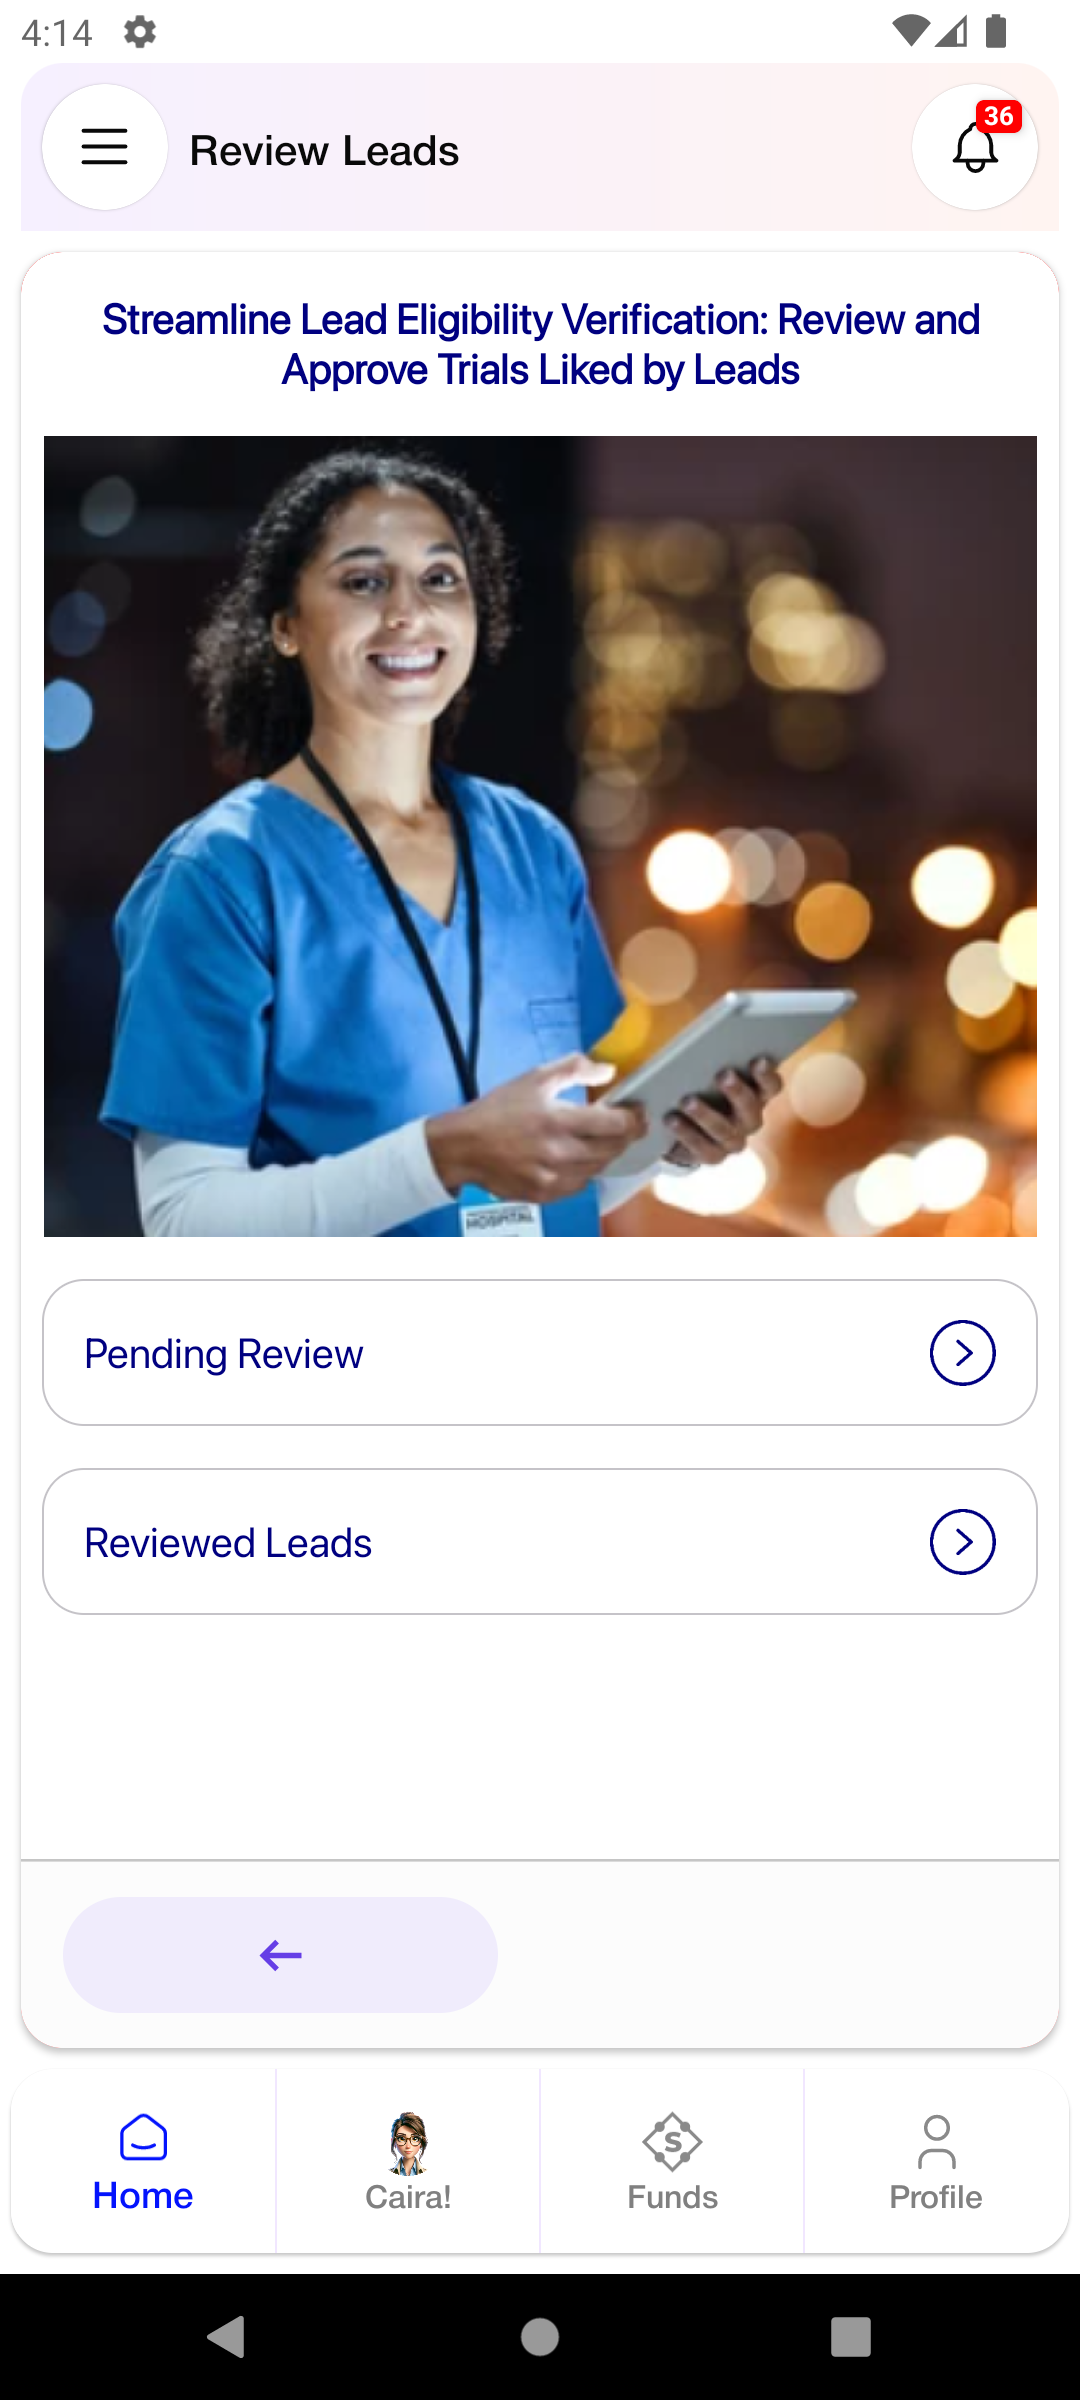 4:14
Review Leads
36
Streamline Lead Eligibility Verification: Review and
Approve Trials Liked by Leads
HOSPITAL
Pending Review
Reviewed Leads
Home
Caira!
Funds
Profile